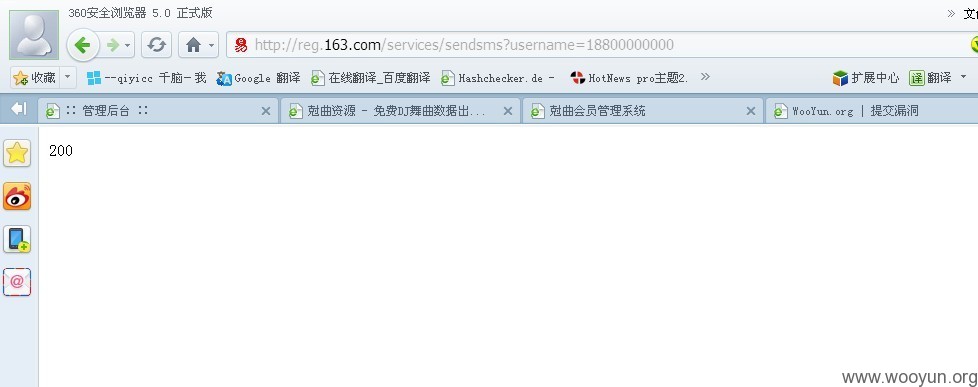 360安全浏览器 5.0 正式版 » 文
http://reg.163.com/services/sendsms?username=18800000000
收藏 --qiyicc 千脑－我 Google 翻译 在线翻译_百度翻译 Hashchecker.de - HotNews pro主题2. » 扩展中心 翻译
:: 管理后台 :: 尅曲资源 - 免费DJ舞曲数据出... 尅曲会员管理系统 WooYun.org | 提交漏洞
200
www.wooyun.org